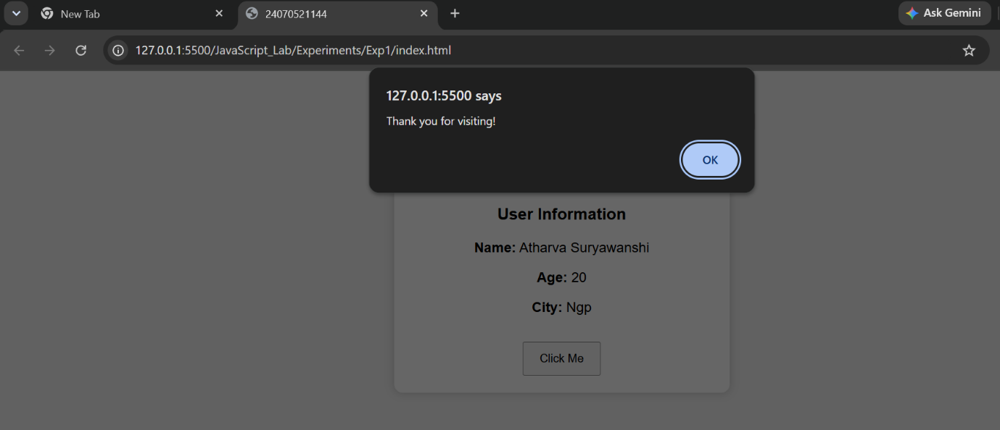 New Tab
24070521144
Ask Gemini
127.0.0.1:5500/JavaScript_Lab/Experiments/Exp1/index.html
127.0.0.1:5500 says
Thank you for visiting!
OK
User Information
Name: Atharva Suryawanshi
Age: 20
City: Ngp
Click Me